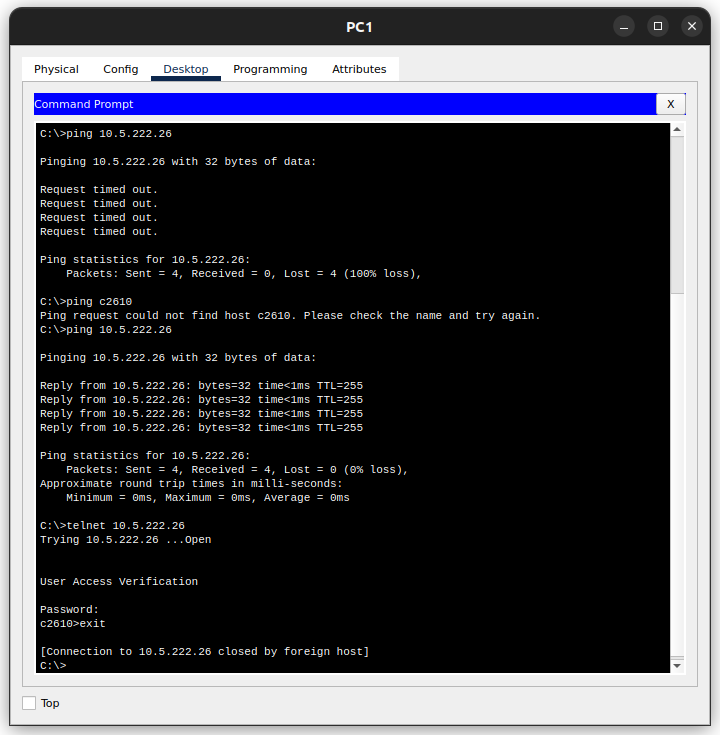 PC1
Physical Config Desktop Programming Attributes
Command Prompt X
C:\>ping 10.5.222.26
Pinging 10.5.222.26 with 32 bytes of data:
Request timed out.
Request timed out.
Request timed out.
Request timed out.
Ping statistics for 10.5.222.26:
    Packets: Sent = 4, Received = 0, Lost = 4 (100% loss),
C:\>ping c2610
Ping request could not find host c2610. Please check the name and try again.
C:\>ping 10.5.222.26
Pinging 10.5.222.26 with 32 bytes of data:
Reply from 10.5.222.26: bytes=32 time<1ms TTL=255
Reply from 10.5.222.26: bytes=32 time<1ms TTL=255
Reply from 10.5.222.26: bytes=32 time<1ms TTL=255
Reply from 10.5.222.26: bytes=32 time<1ms TTL=255
Ping statistics for 10.5.222.26:
    Packets: Sent = 4, Received = 4, Lost = 0 (0% loss),
Approximate round trip times in milli-seconds:
    Minimum = 0ms, Maximum = 0ms, Average = 0ms
C:\>telnet 10.5.222.26
Trying 10.5.222.26 ...Open
User Access Verification
Password:
c2610>exit
[Connection to 10.5.222.26 closed by foreign host]
C:\>
Top